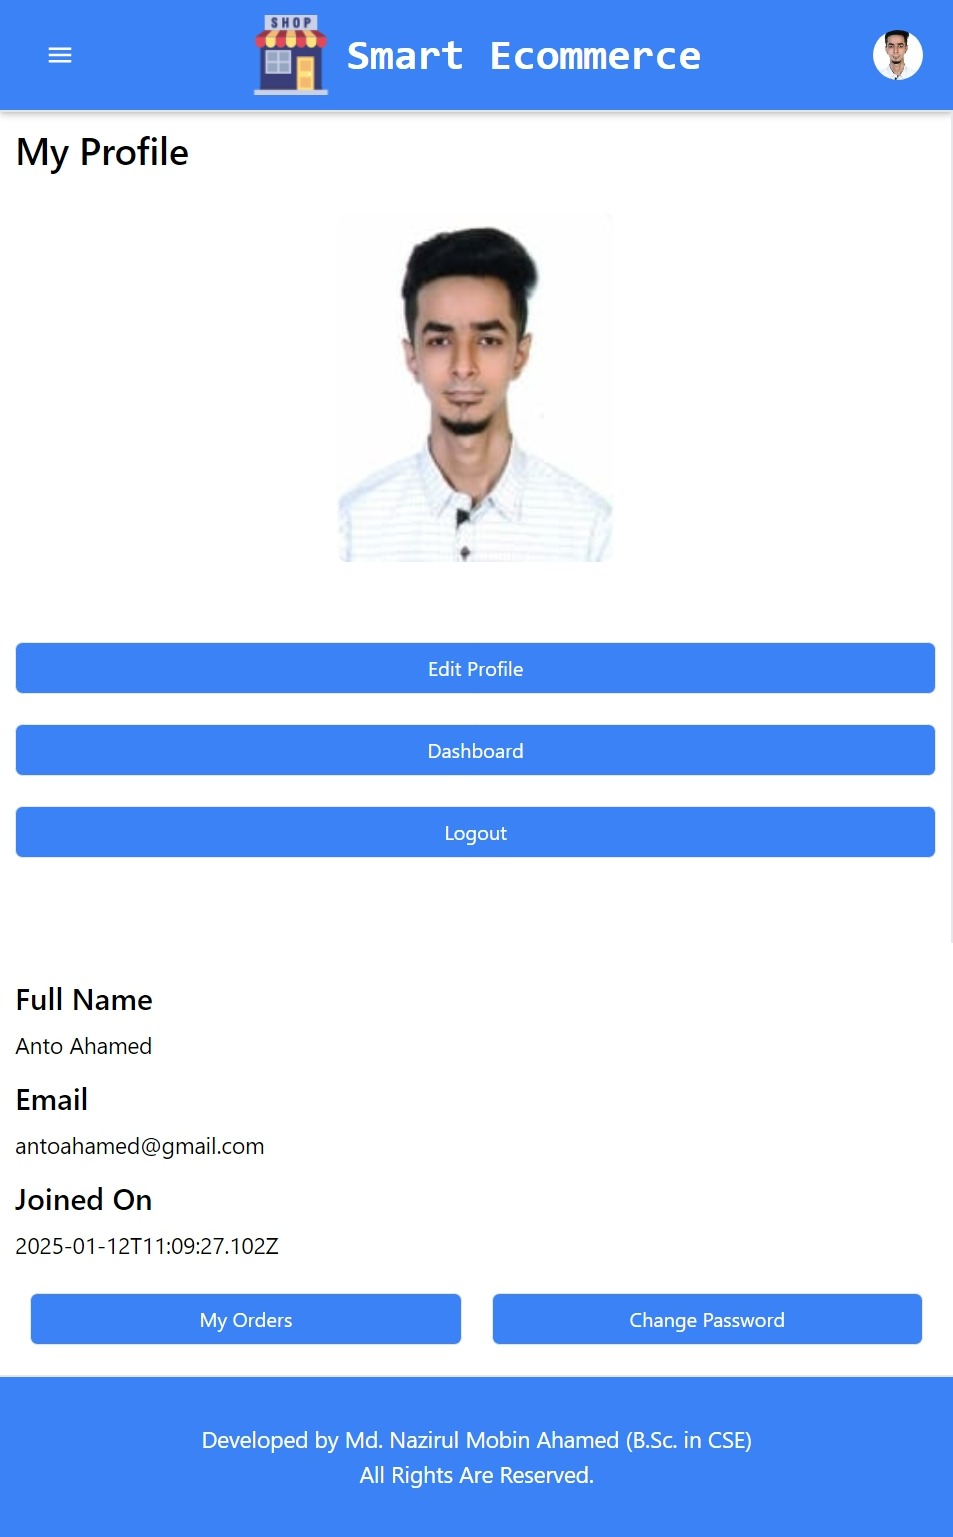 SHOP
Smart Ecommerce
My Profile
Edit Profile
Dashboard
Logout
Full Name
Anto Ahamed
Email
antoahamed@gmail.com
Joined On
2025-01-12T11:09:27.102Z
My Orders
Change Password
Developed by Md. Nazirul Mobin Ahamed (B.Sc. in CSE)
All Rights Are Reserved.